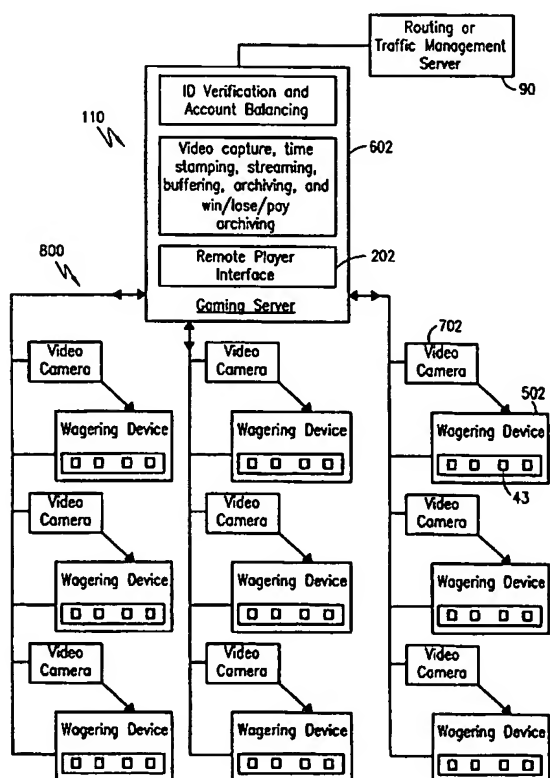 Routing or
Traffic Management
Server
90
ID Verification and
Account Balancing
110
602
Video capture, time
stamping, streaming,
buffering, archiving, and
win/lose/pay
archiving
800
Remote Player
Interface
202
Gaming Server
Video
Camera
Video
Camera
702
Video
Camera
502
Wagering Device
Wagering Device
Wagering Device
43
Video
Camera
Video
Camera
Video
Camera
Wagering Device
Wagering Device
Wagering Device
Video
Camera
Video
Camera
Video
Camera
Wagering Device
Wagering Device
Wagering Device